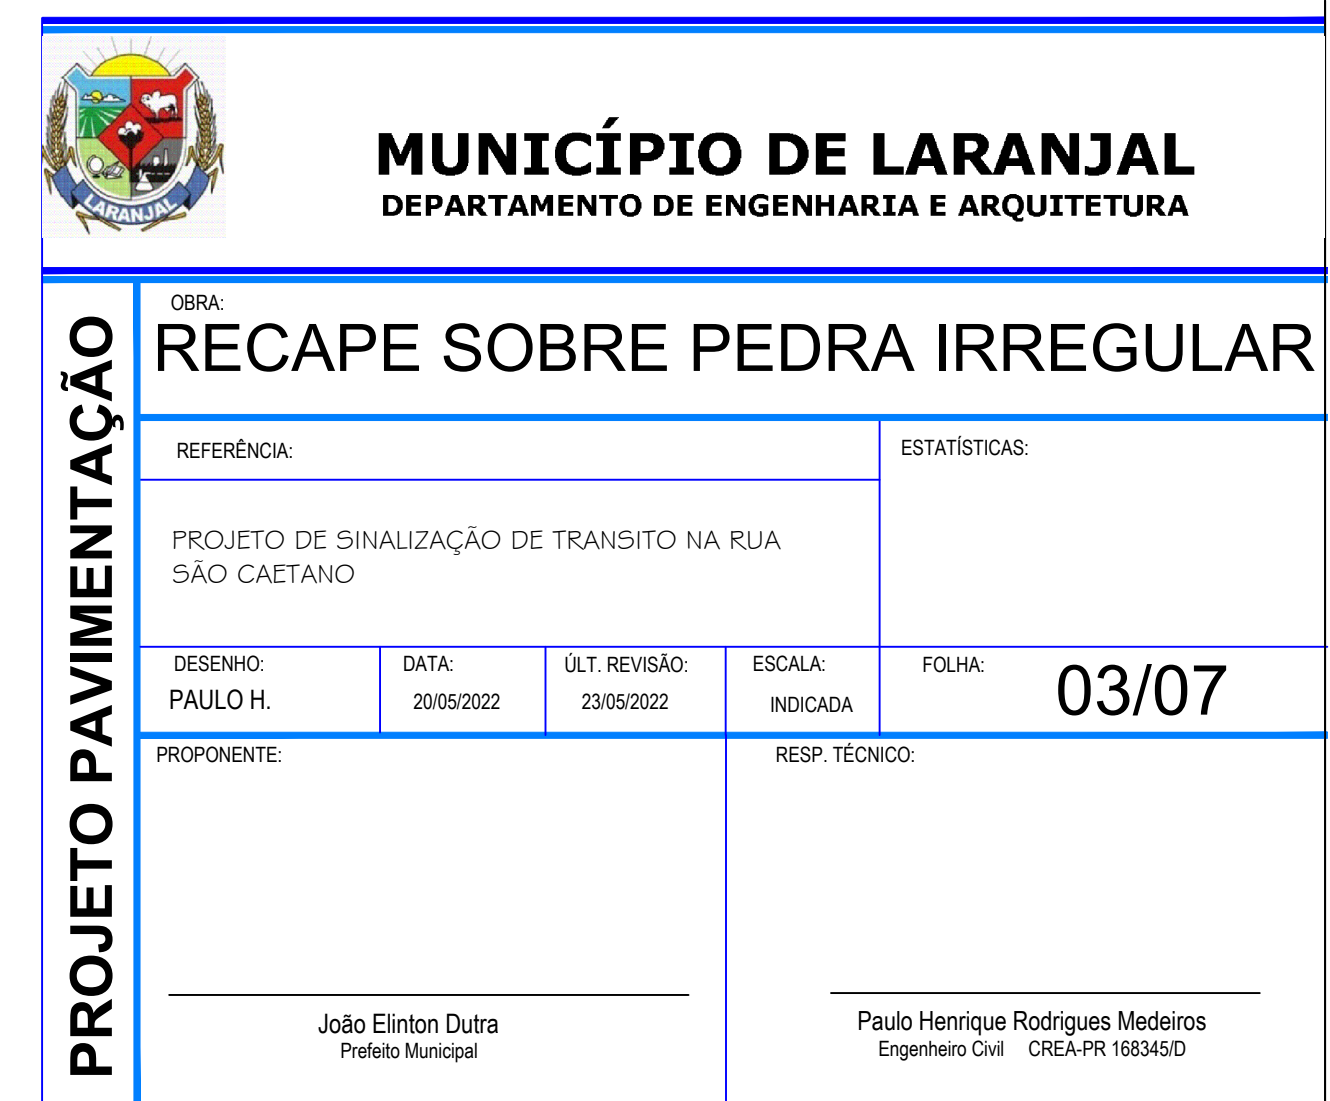 LARANJAL
MUNICÍPIO DE LARANJAL
DEPARTAMENTO DE ENGENHARIA E ARQUITETURA
PROJETO PAVIMENTAÇÃO
OBRA:
RECAPE SOBRE PEDRA IRREGULAR
REFERÊNCIA:
ESTATÍSTICAS:
PROJETO DE SINALIZAÇÃO DE TRANSITO NA RUA
SÃO CAETANO
DESENHO:
PAULO H.
DATA:
20/05/2022
ÚLT. REVISÃO:
23/05/2022
ESCALA:
INDICADA
FOLHA:
03/07
PROPONENTE:
João Elinton Dutra
Prefeito Municipal
RESP. TÉCNICO:
Paulo Henrique Rodrigues Medeiros
Engenheiro Civil CREA-PR 168345/D